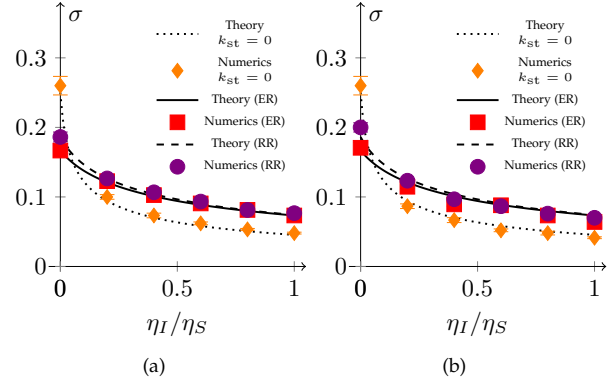 σ
0.3
0.2
0.1
0
0
0.5
1
η_I/η_S
Theory
k_st = 0
Numerics
k_st = 0
Theory (ER)
Numerics (ER)
Theory (RR)
Numerics (RR)
(a)
σ
0.3
0.2
0.1
0
0
0.5
1
η_I/η_S
Theory
k_st = 0
Numerics
k_st = 0
Theory (ER)
Numerics (ER)
Theory (RR)
Numerics (RR)
(b)